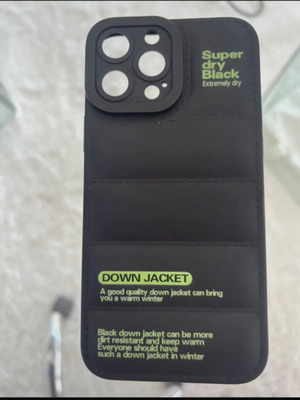 Super
dry
Black
Extremely dry
DOWN JACKET
A good quality down jacket can bring
you a warm winter
Black down jacket can be more
dirt resistant and keep warm
Everyone should have
such a down jacket in winter